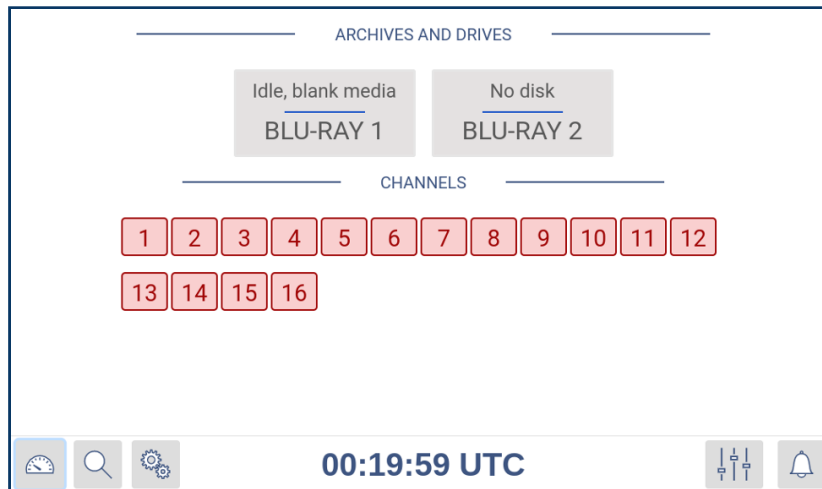 ARCHIVES AND DRIVES
Idle, blank media
BLU-RAY 1
No disk
BLU-RAY 2
CHANNELS
1 2 3 4 5 6 7 8 9 10 11 12
13 14 15 16
00:19:59 UTC